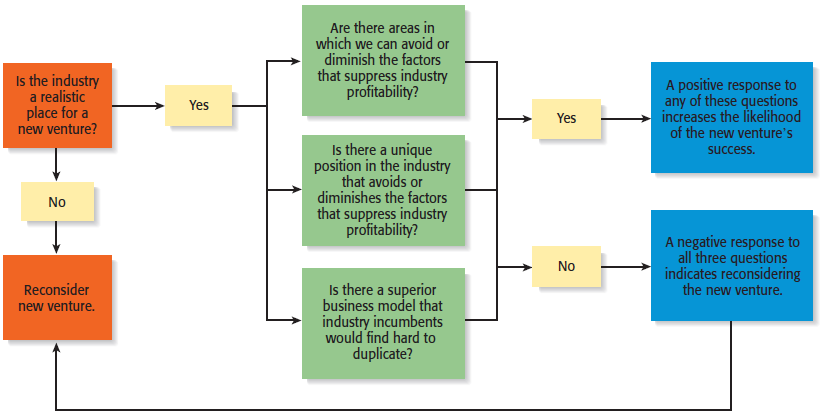 Is the industry
a realistic
place for a
new venture?
Yes
No
Reconsider
new venture.
Are there areas in
which we can avoid or
diminish the factors
that suppress industry
profitability?
Is there a unique
position in the industry
that avoids or
diminishes the factors
that suppress industry
profitability?
Is there a superior
business model that
industry incumbents
would find hard to
duplicate?
Yes
No
A positive response to
any of these questions
increases the likelihood
of the new venture's
success.
A negative response to
all three questions
indicates reconsidering
the new venture.